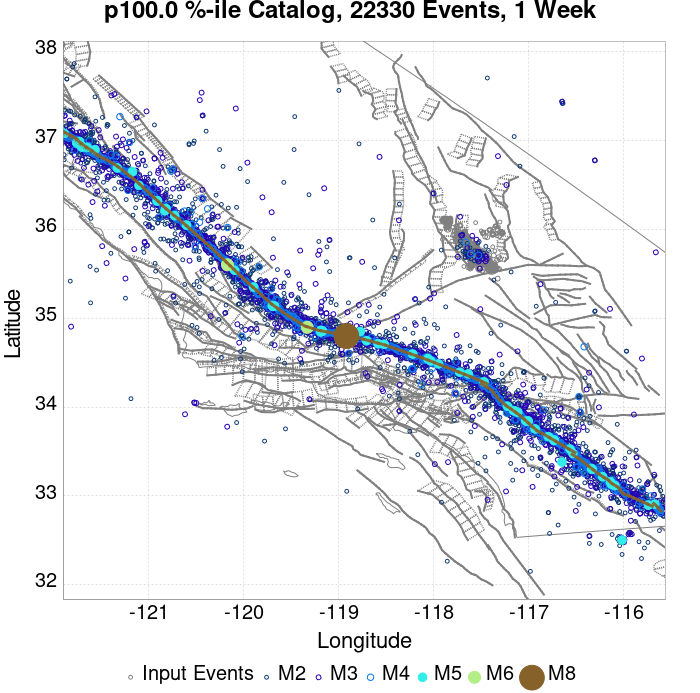 p100.0 %-ile Catalog, 22330 Events, 1 Week
38
37
36
35
34
33
32
Latitude
-121 -120 -119 -118 -117 -116
Longitude
Input Events M2 M3 M4 M5 M6 M8